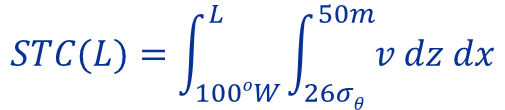 STC(L) = ∫_{100°W}^{L} ∫_{26σ_θ}^{50m} v dz dx